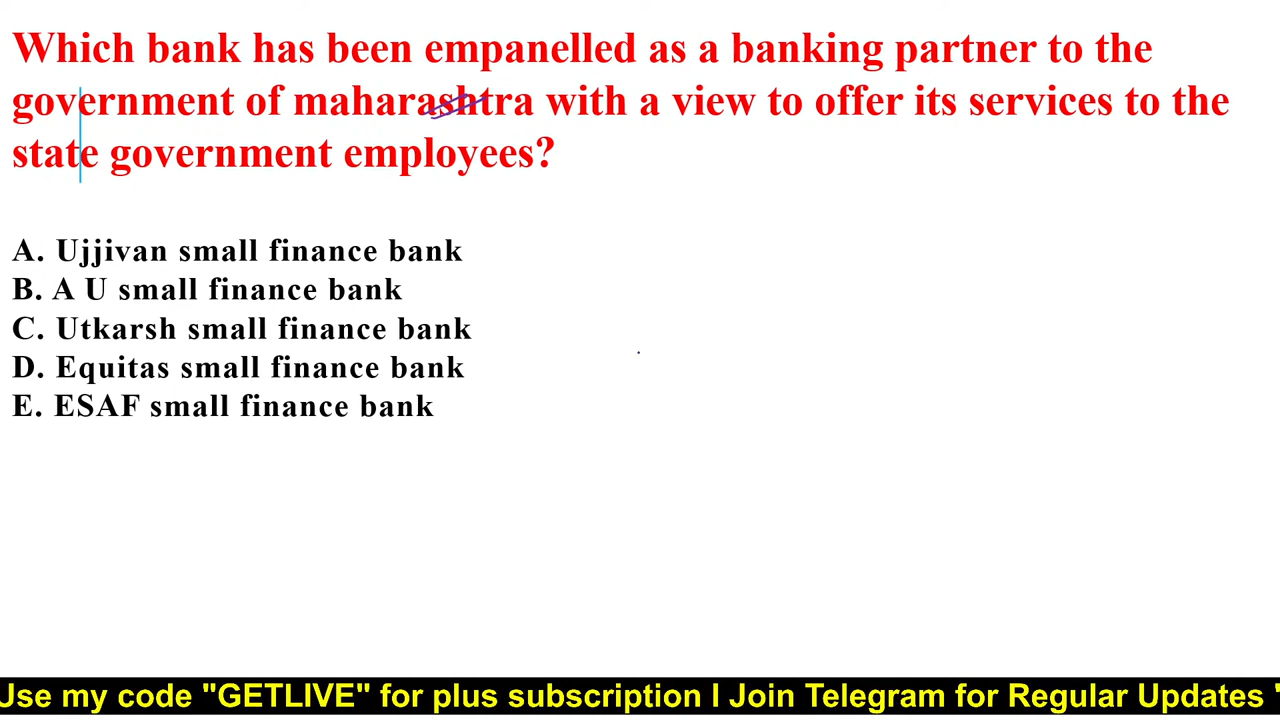 Which bank has been empanelled as a banking partner to the
government of maharashtra with a view to offer its services to the
state government employees?
A. Ujjivan small finance bank
B. A U small finance bank
C. Utkarsh small finance bank
D. Equitas small finance bank
E. ESAF small finance bank
Use my code "GETLIVE" for plus subscription I Join Telegram for Regular Updates "